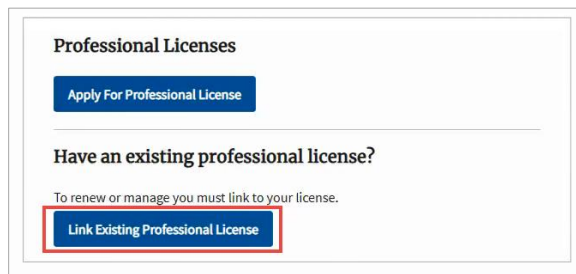 Professional Licenses
Apply For Professional License
Have an existing professional license?
To renew or manage you must link to your license.
Link Existing Professional License